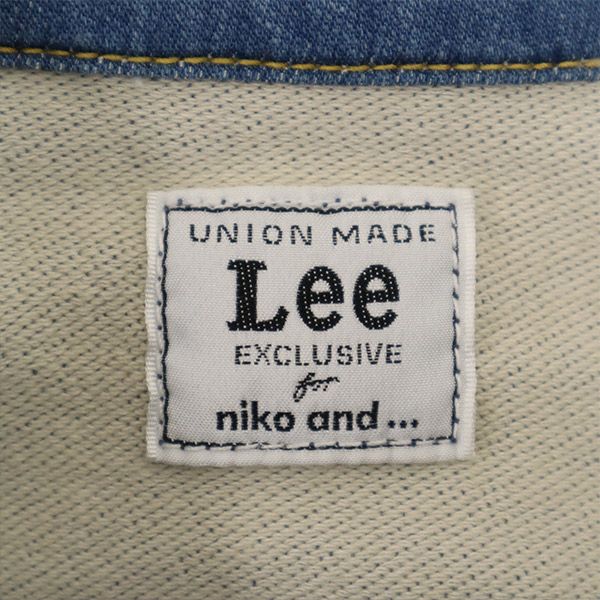 UNION MADE
Lee
EXCLUSIVE
for
niko and ...